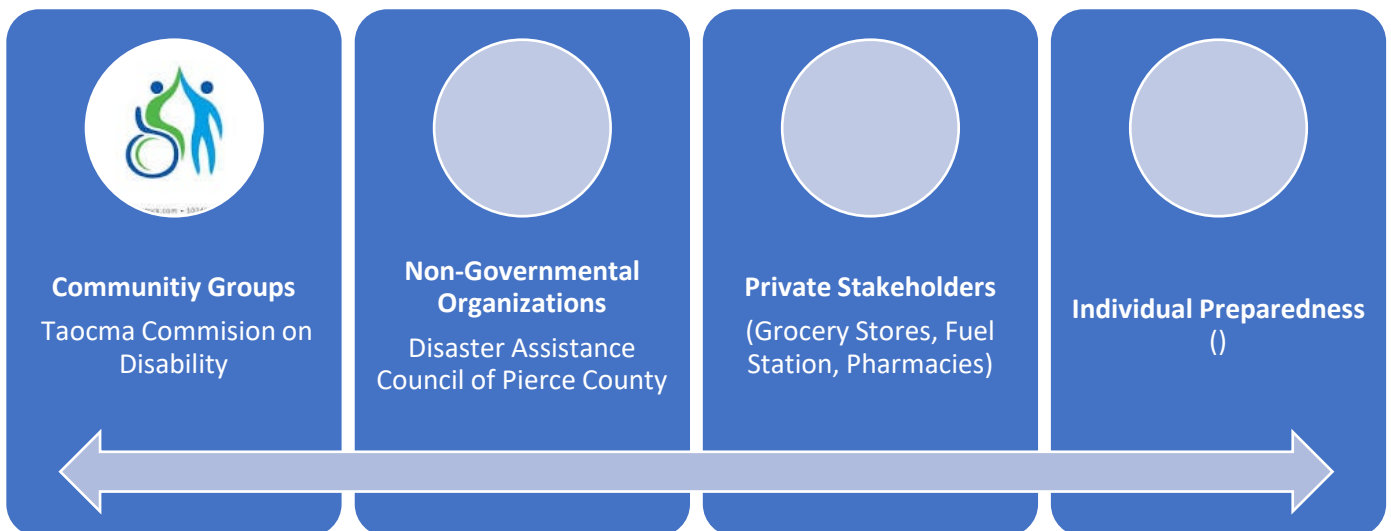 Communitiy Groups
Taocma Commision on
Disability
Non-Governmental
Organizations
Disaster Assistance
Council of Pierce County
Private Stakeholders
(Grocery Stores, Fuel
Station, Pharmacies)
Individual Preparedness
()